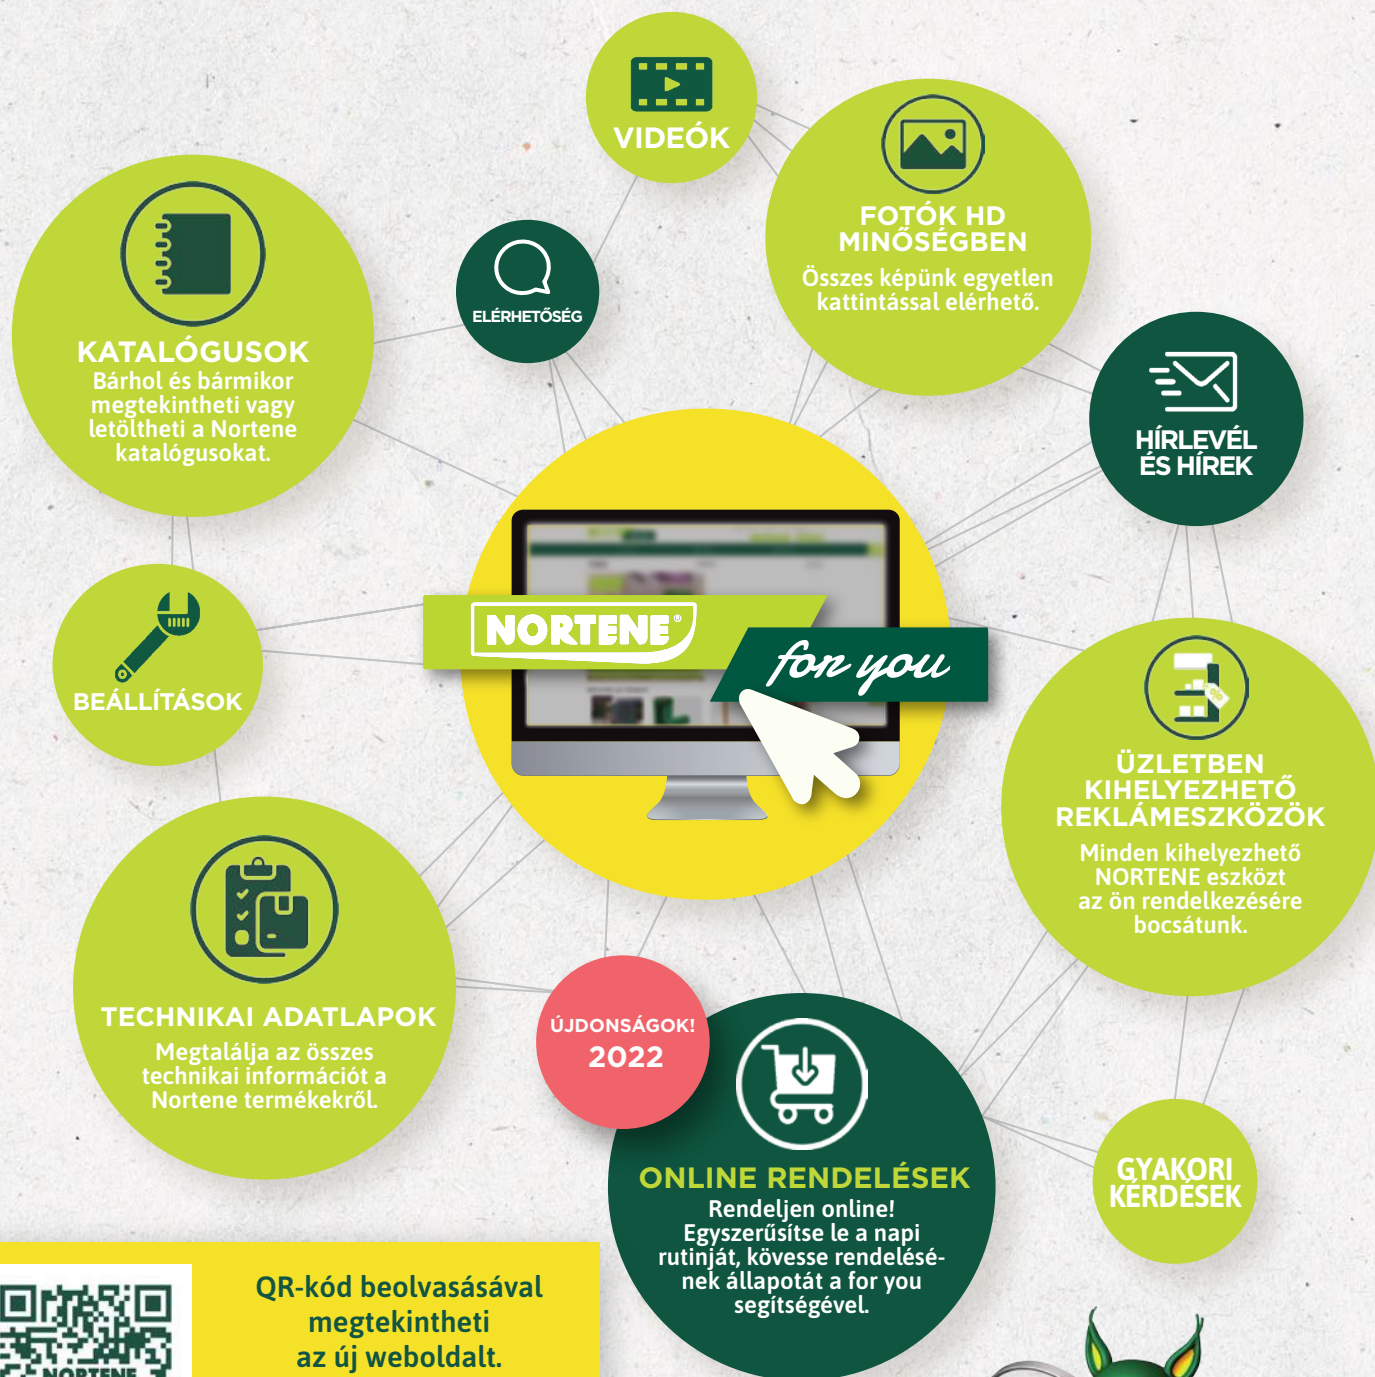 VIDEÓK
FOTÓK HD
MINŐSÉGBEN
Összes képünk egyetlen
kattintással elérhető.
ELÉRHETŐSÉG
KATALÓGUSOK
Bárhol és bármikor
megtekintheti vagy
letöltheti a Nortene
katalógusokat.
HÍRLEVÉL
ÉS HÍREK
NORTENE®
for you
BEÁLLÍTÁSOK
ÜZLETBEN
KIHELYEZHETŐ
REKLÁMESZKÖZÖK
Minden kihelyezhető
NORTENE eszközt
az ön rendelkezésére
bocsátunk.
TECHNIKAI ADATLAPOK
Megtalálja az összes
technikai információt a
Nortene termékekről.
ÚJDONSÁGOK!
2022
ONLINE RENDELÉSEK
Rendeljen online!
Egyszerűsítse le a napi
rutinját, kövesse rendelésé-
nek állapotát a for you
segítségével.
GYAKORI
KÉRDÉSEK
QR-kód beolvasásával
megtekintheti
az új weboldalt.
NORTENE